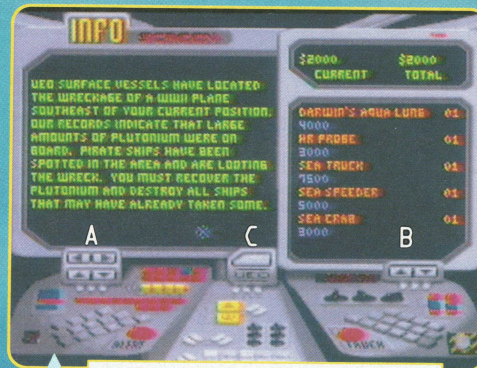 INFO
SCREEN
$2000 $2000
CURRENT TOTAL
UEO SURFACE VESSELS HAVE LOCATED
THE WRECKAGE OF A WWII PLANE
SOUTHEAST OF YOUR CURRENT POSITION.
OUR RECORDS INDICATE THAT LARGE
AMOUNTS OF PLUTONIUM WERE ON
BOARD. PIRATE SHIPS HAVE BEEN
SPOTTED IN THE AREA AND ARE LOOTING
THE WRECK. YOU MUST RECOVER THE
PLUTONIUM AND DESTROY ALL SHIPS
THAT MAY HAVE ALREADY TAKEN SOME.
DARWIN'S AQUA LUNG 01
4000
HR PROBE 01
3000
SEA TRUCK 01
7500
SEA SPEEDER 01
5000
SEA CRAB 01
3000
A
C
B
UEO
TRUCK